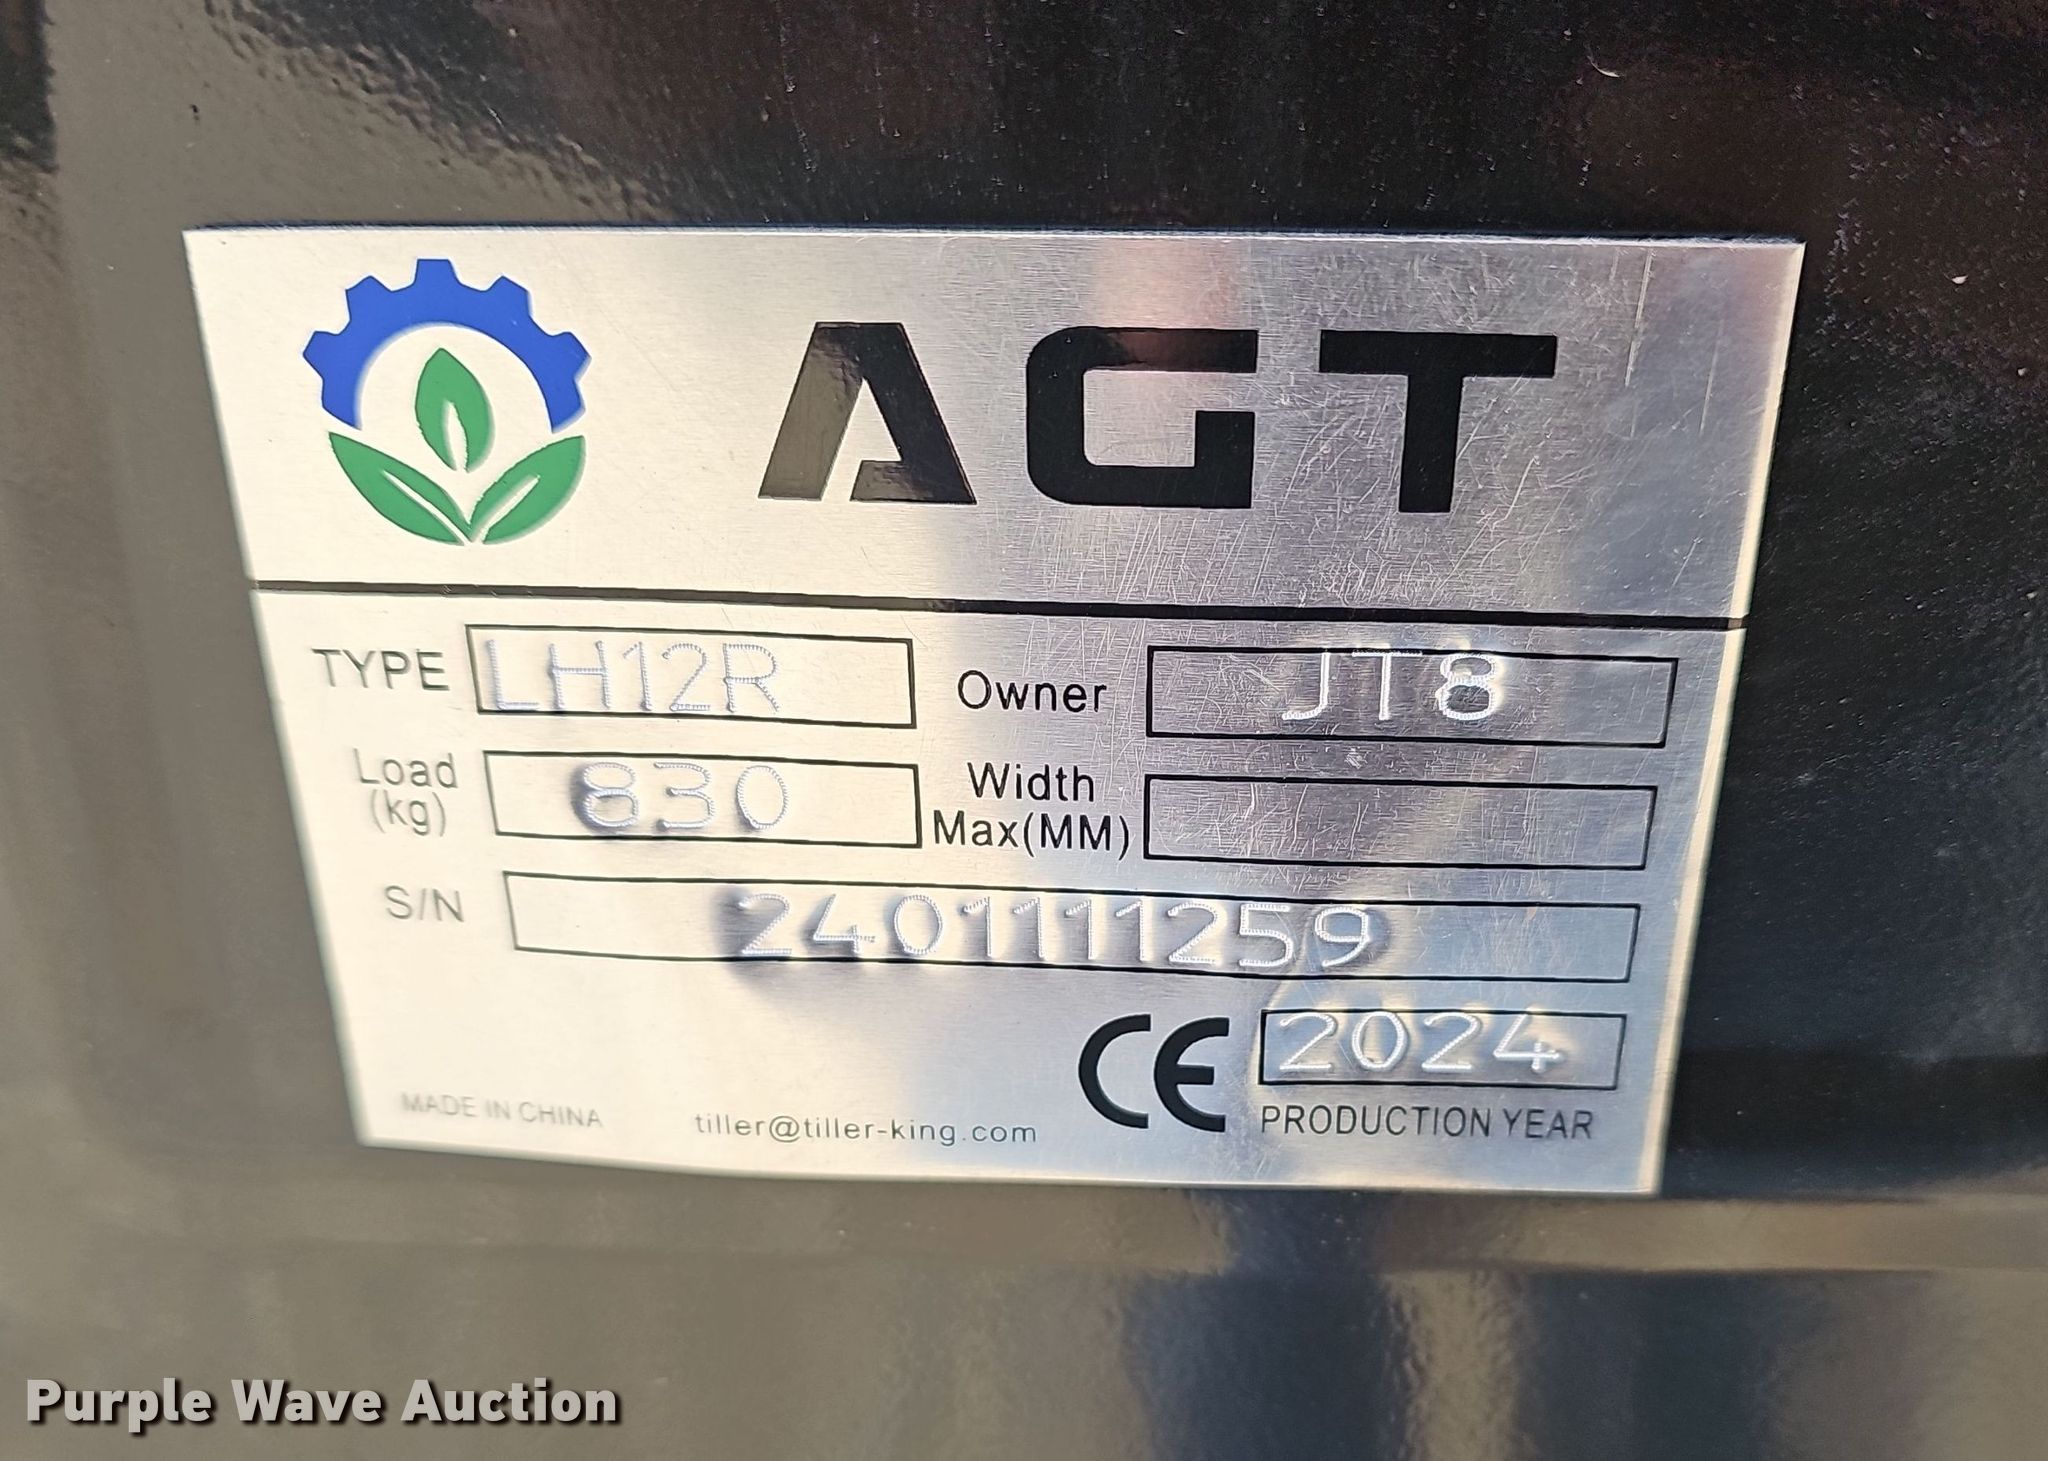 AGT
TYPE LH12R Owner JT8
Load (kg) 830 Width Max(MM)
S/N 2401111259
CE 2024
MADE IN CHINA tiller@tiller-king.com PRODUCTION YEAR
Purple Wave Auction